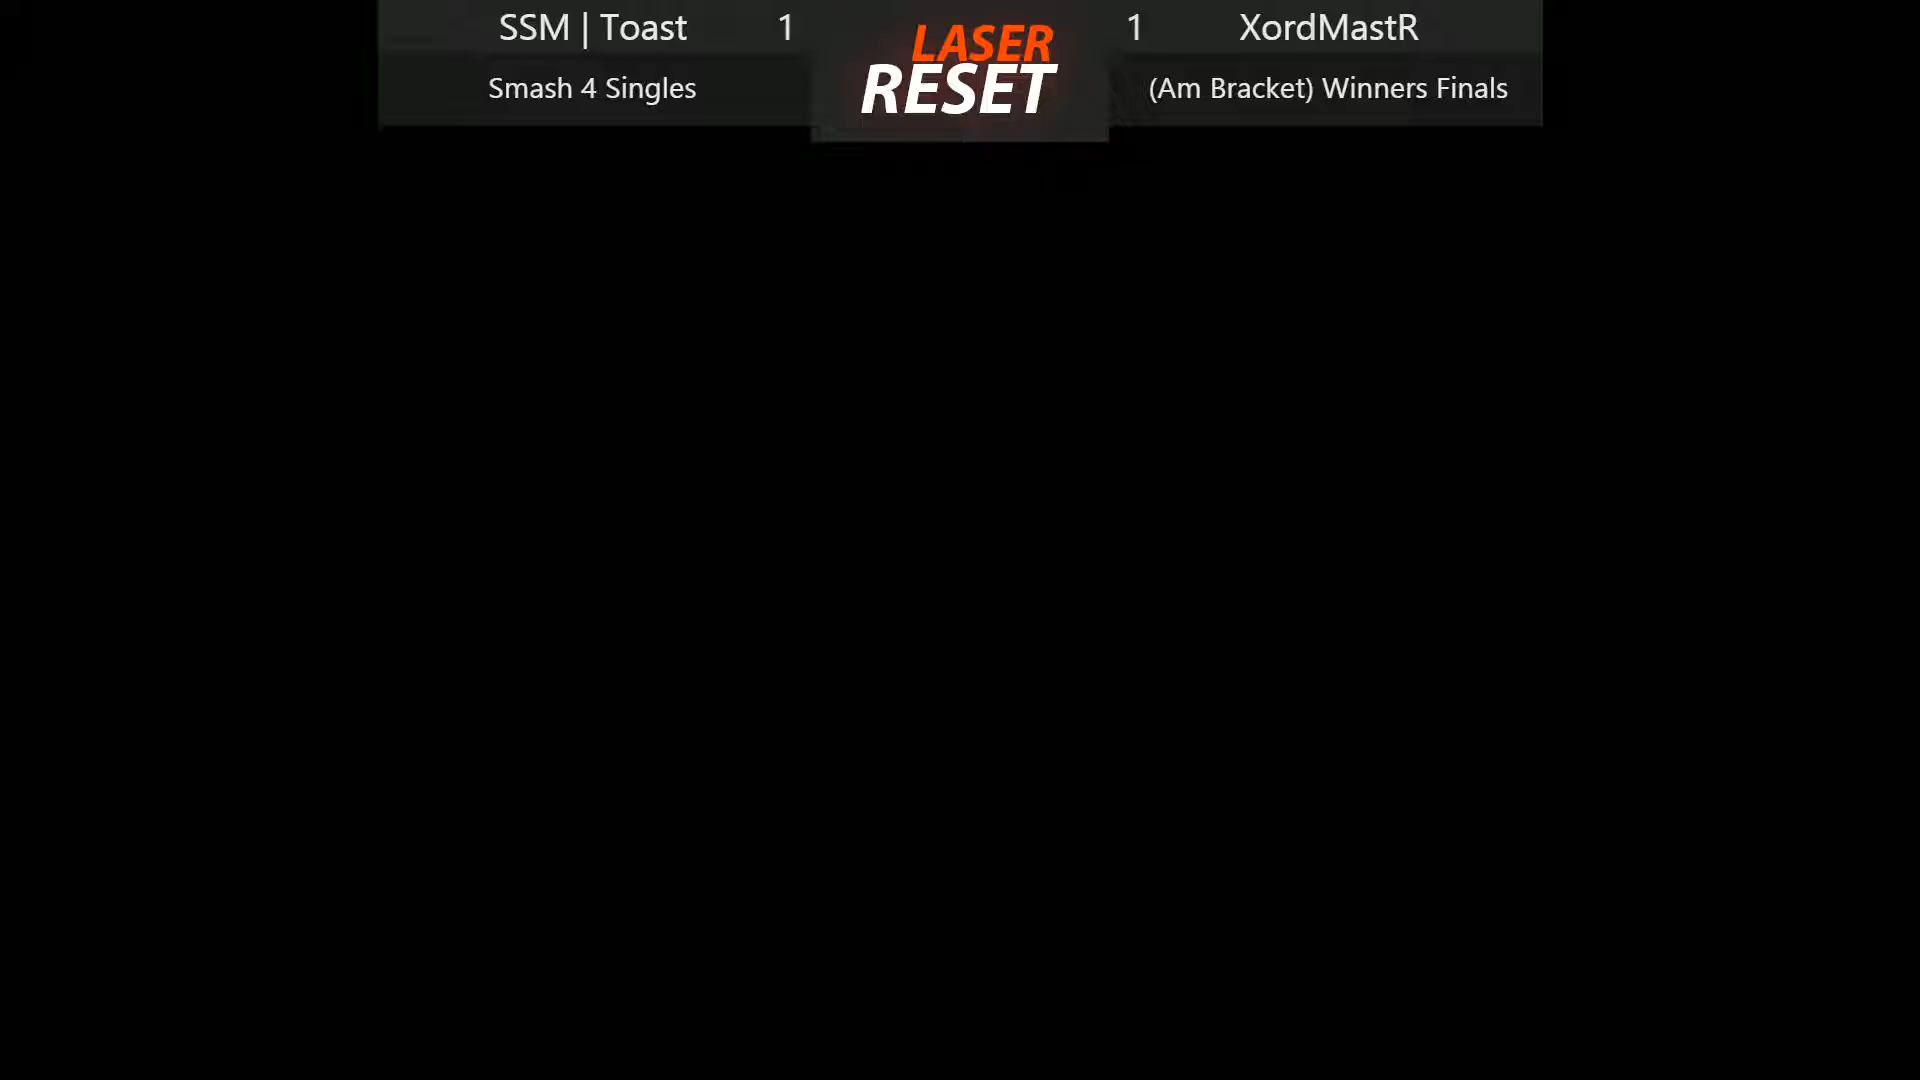 SSM | Toast 1 LASER 1 XordMastR
Smash 4 Singles RESET (Am Bracket) Winners Finals